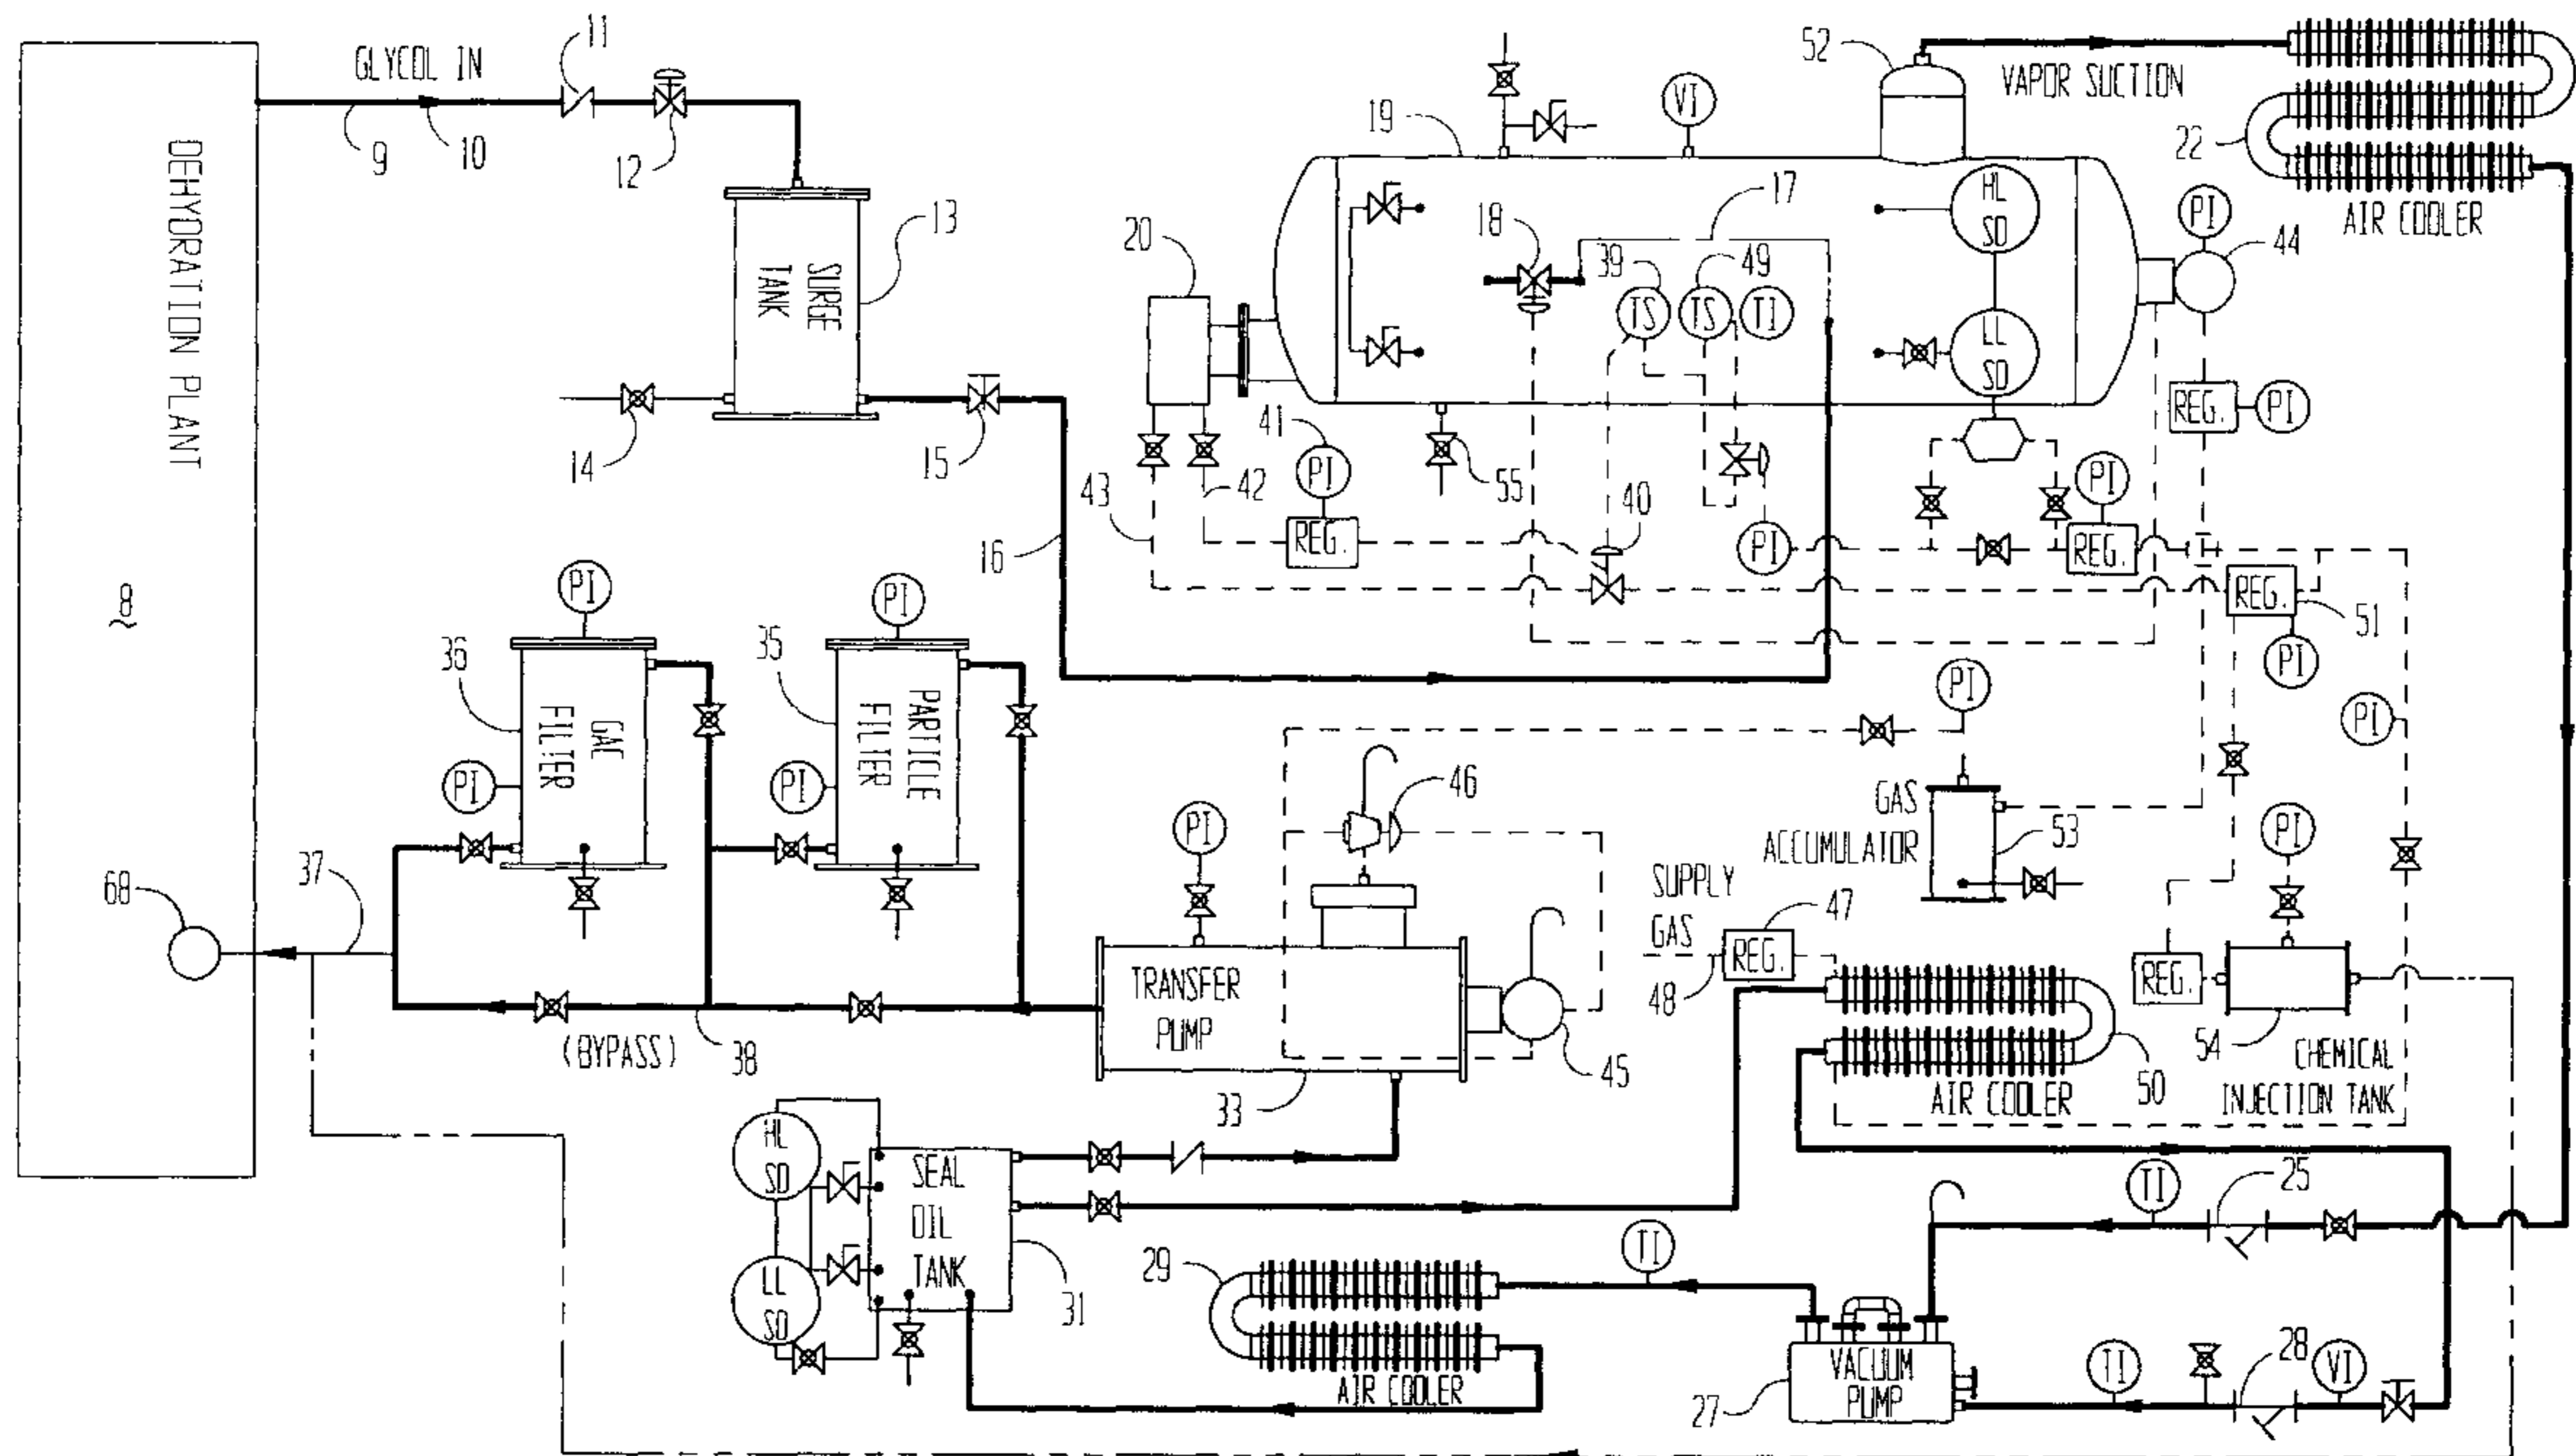 GLYCOL IN
11
9
10
12
DEHYDRATION PLANT
8
SURGE
TANK
13
14
15
16
52
VAPOR SUCTION
22
AIR COOLER
19
VI
17
18
20
39
49
TS
TS
TI
HL
SD
LL
SD
PI
44
REG.
PI
41
PI
REG.
42
43
55
40
PI
PI
REG.
REG.
51
PI
PI
36
PI
GAC
FILTER
PI
35
PI
PARTICLE
FILTER
PI
68
37
(BYPASS)
38
PI
TRANSFER
PUMP
33
46
45
PI
GAS
ACCUMULATOR
53
SUPPLY
GAS
47
REG.
48
AIR COOLER
50
PI
REG.
54
CHEMICAL
INJECTION TANK
HL
SD
LL
SD
SEAL
OIL
TANK
31
29
AIR COOLER
TI
TI
25
VACUUM
PUMP
27
TI
28
VI